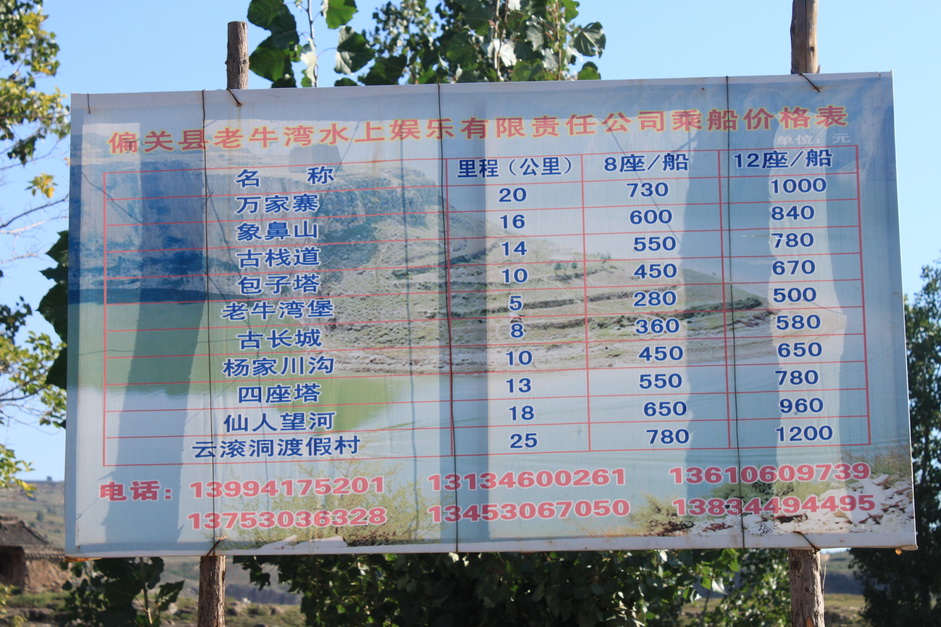 偏关县老牛湾水上娱乐有限责任公司乘船价格表
单位：元
名 称 里程（公里） 8座/船 12座/船
万家寨 20 730 1000
象鼻山 16 600 840
古栈道 14 550 780
包子塔 10 450 670
老牛湾堡 5 280 500
古长城 8 360 580
杨家川沟 10 450 650
四座塔 13 550 780
仙人望河 18 650 960
云滚洞渡假村 25 780 1200
电话：13994175201 13134600261 13610609739
13753036328 13453067050 13834494495